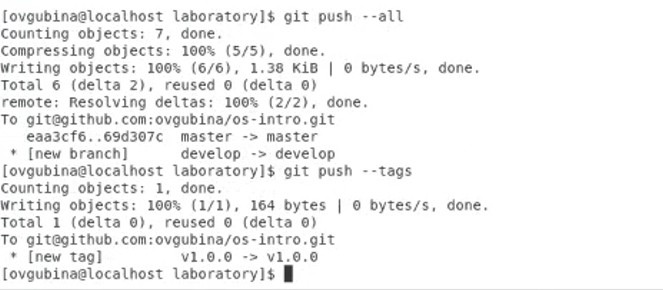 [ovgubina@localhost laboratory]$ git push --all
Counting objects: 7, done.
Compressing objects: 100% (5/5), done.
Writing objects: 100% (6/6), 1.38 KiB | 0 bytes/s, done.
Total 6 (delta 2), reused 0 (delta 0)
remote: Resolving deltas: 100% (2/2), done.
To git@github.com:ovgubina/os-intro.git
   eaa3cf6..69d307c  master -> master
 * [new branch]      develop -> develop
[ovgubina@localhost laboratory]$ git push --tags
Counting objects: 1, done.
Writing objects: 100% (1/1), 164 bytes | 0 bytes/s, done.
Total 1 (delta 0), reused 0 (delta 0)
To git@github.com:ovgubina/os-intro.git
 * [new tag]         v1.0.0 -> v1.0.0
[ovgubina@localhost laboratory]$